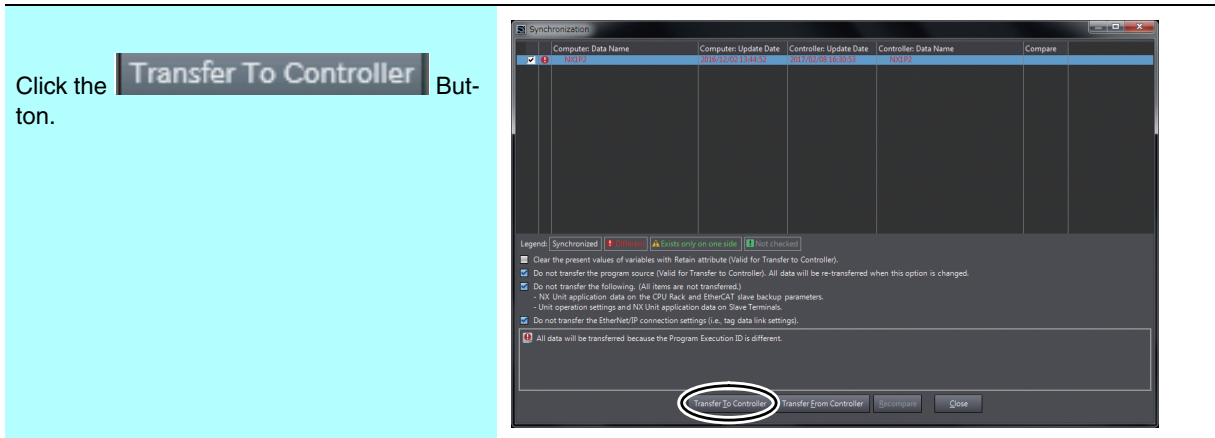 Click the Transfer To Controller But-
ton.
Synchronization
Computer: Data Name Computer: Update Date Controller: Update Date Controller: Data Name Compare
NX1P2 2016/12/02 13:44:52 2017/02/08 16:30:53 NX1P2
Legend: Synchronized Different Exists only on one side Not checked
Clear the present values of variables with Retain attribute (Valid for Transfer to Controller).
Do not transfer the program source (Valid for Transfer to Controller). All data will be re-transferred when this option is changed.
Do not transfer the following. (All items are not transferred.)
- NX Unit application data on the CPU Rack and EtherCAT slave backup parameters.
- Unit operation settings and NX Unit application data on Slave Terminals.
Do not transfer the EtherNet/IP connection settings (i.e., tag data link settings).
All data will be transferred because the Program Execution ID is different.
Transfer To Controller Transfer From Controller Recompare Close